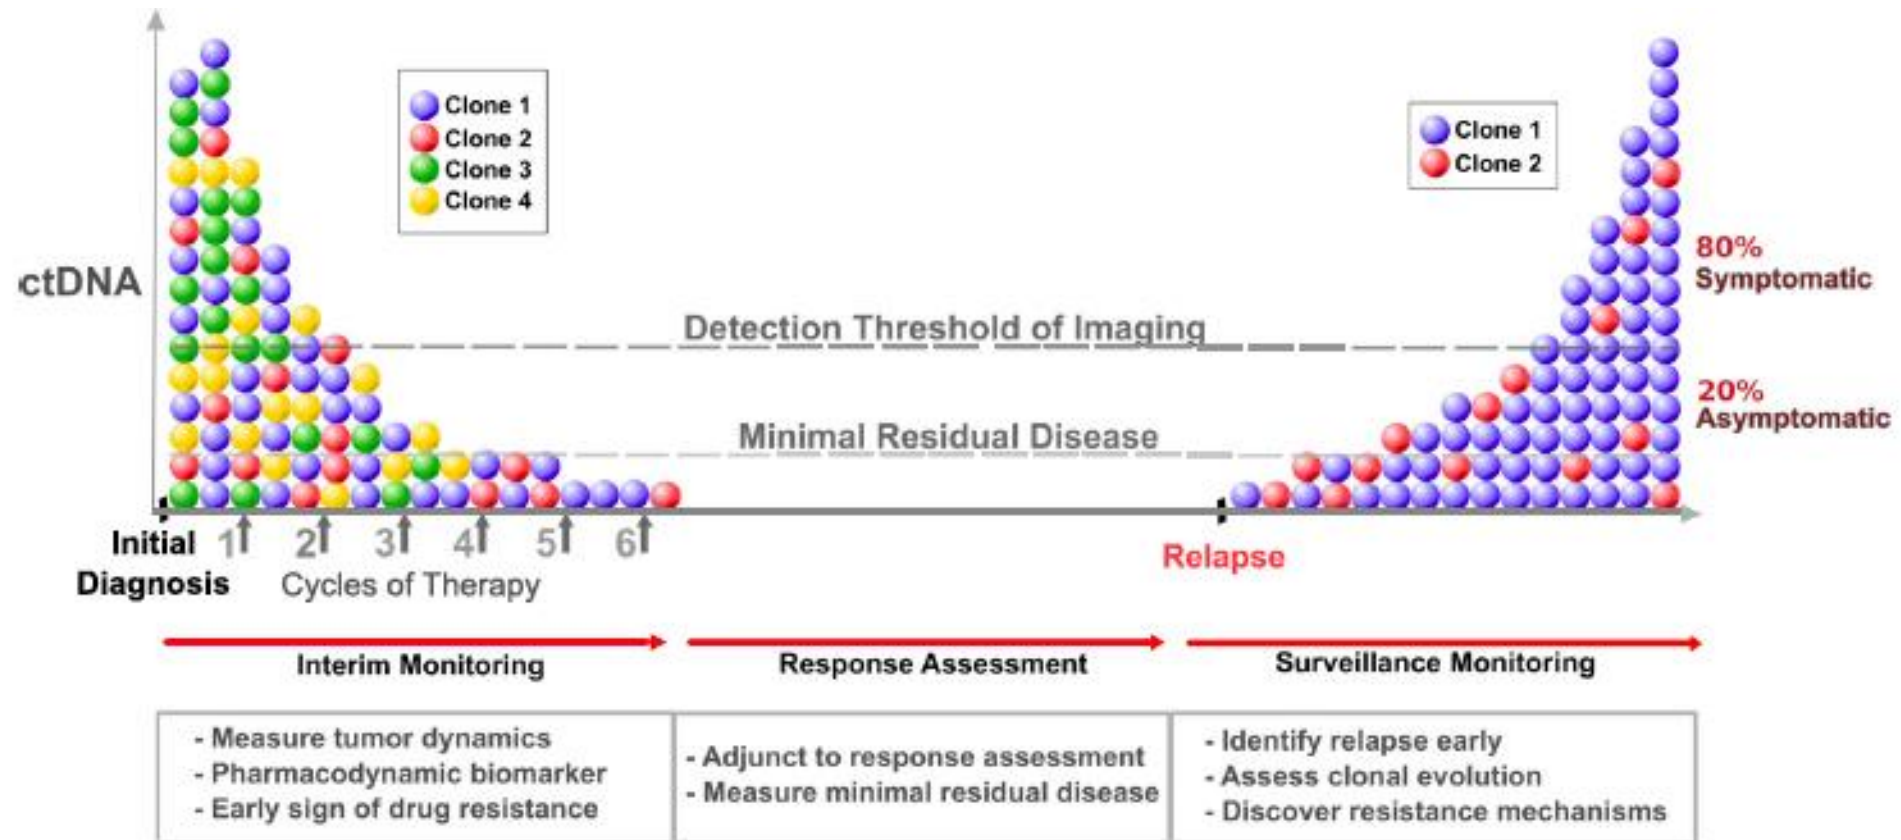 Clone 1
Clone 2
Clone 3
Clone 4
Clone 1
Clone 2
ctDNA
80%
Symptomatic
Detection Threshold of Imaging
20%
Asymptomatic
Minimal Residual Disease
Initial
Diagnosis
1 2 3 4 5 6
Cycles of Therapy
Relapse
Interim Monitoring
Response Assessment
Surveillance Monitoring
- Measure tumor dynamics
- Pharmacodynamic biomarker
- Early sign of drug resistance
- Adjunct to response assessment
- Measure minimal residual disease
- Identify relapse early
- Assess clonal evolution
- Discover resistance mechanisms